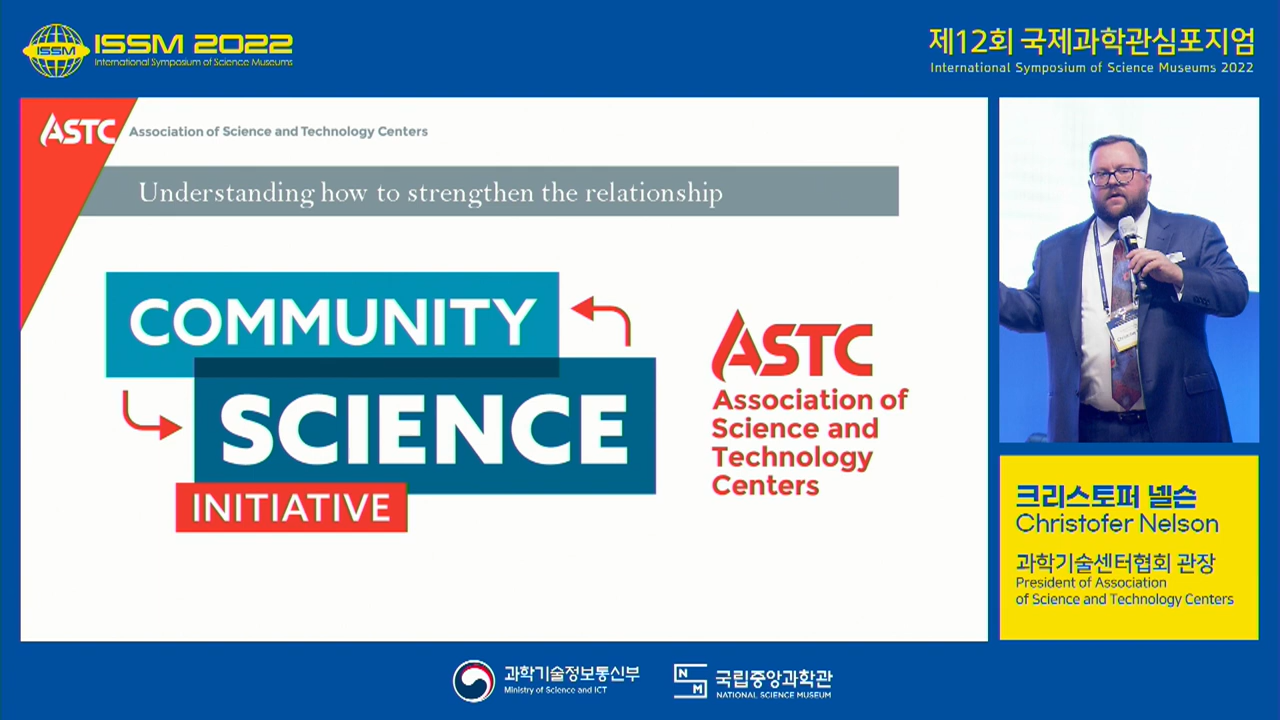 ISSM
ISSM 2022
International Symposium of Science Museums
제12회 국제과학관심포지엄
International Symposium of Science Museums 2022
ASTC
Association of Science and Technology Centers
Understanding how to strengthen the relationship
COMMUNITY
SCIENCE
INITIATIVE
ASTC
Association of
Science and
Technology
Centers
크리스토퍼 넬슨
Christofer Nelson
과학기술센터협회 관장
President of Association
of Science and Technology Centers
과학기술정보통신부
Ministry of Science and ICT
NSM
국립중앙과학관
NATIONAL SCIENCE MUSEUM